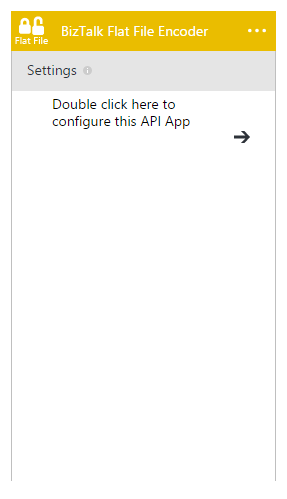 BizTalk Flat File Encoder
Flat File
Settings
Double click here to
configure this API App